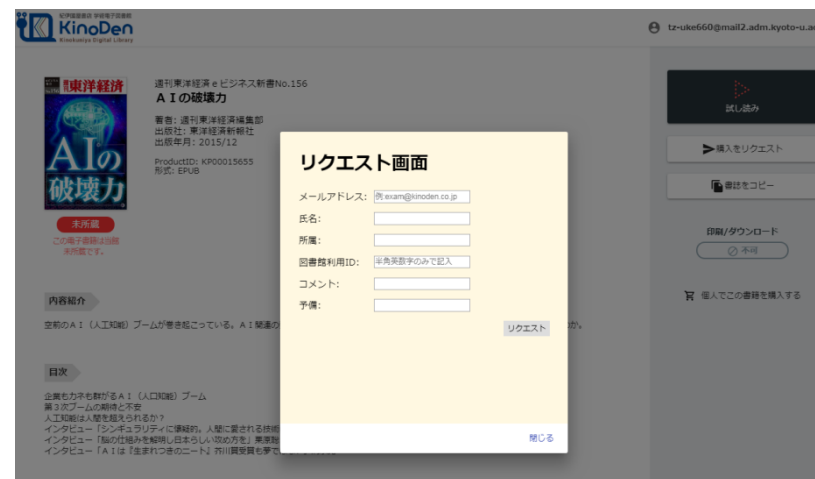 紀伊國屋書店 学術電子図書館
KinoDen
Kinokuniya Digital Library
tz-uke660@mail2.adm.kyoto-u.ac
週刊東洋経済
AIの
破壊力
未所蔵
この電子書籍は当館
未所蔵です。
週刊東洋経済 e ビジネス新書No.156
ＡＩの破壊力
著者: 週刊東洋経済編集部
出版社: 東洋経済新報社
出版年月: 2015/12
ProductID: KP00015655
形式: EPUB
試し読み
購入をリクエスト
書誌をコピー
印刷/ダウンロード
不可
個人でこの書籍を購入する
リクエスト画面
メールアドレス: 例:exam@kinoden.co.jp
氏名:
所属:
図書館利用ID: 半角英数字のみで記入
コメント:
予備:
リクエスト
閉じる
内容紹介
空前のＡＩ（人工知能）ブームが巻き起こっている。ＡＩ関連の
か。
目次
企業もカネも群がるＡＩ（人口知能）ブーム
第３次ブームの期待と不安
人工知能は人間を超えられるか？
インタビュー「シンギュラリティに懐疑的。人間に愛される技術
インタビュー「脳の仕組みを解明し日本らしい攻め方を」栗原聡
インタビュー「ＡＩは『生まれつきのニート』芥川賞受賞も夢で